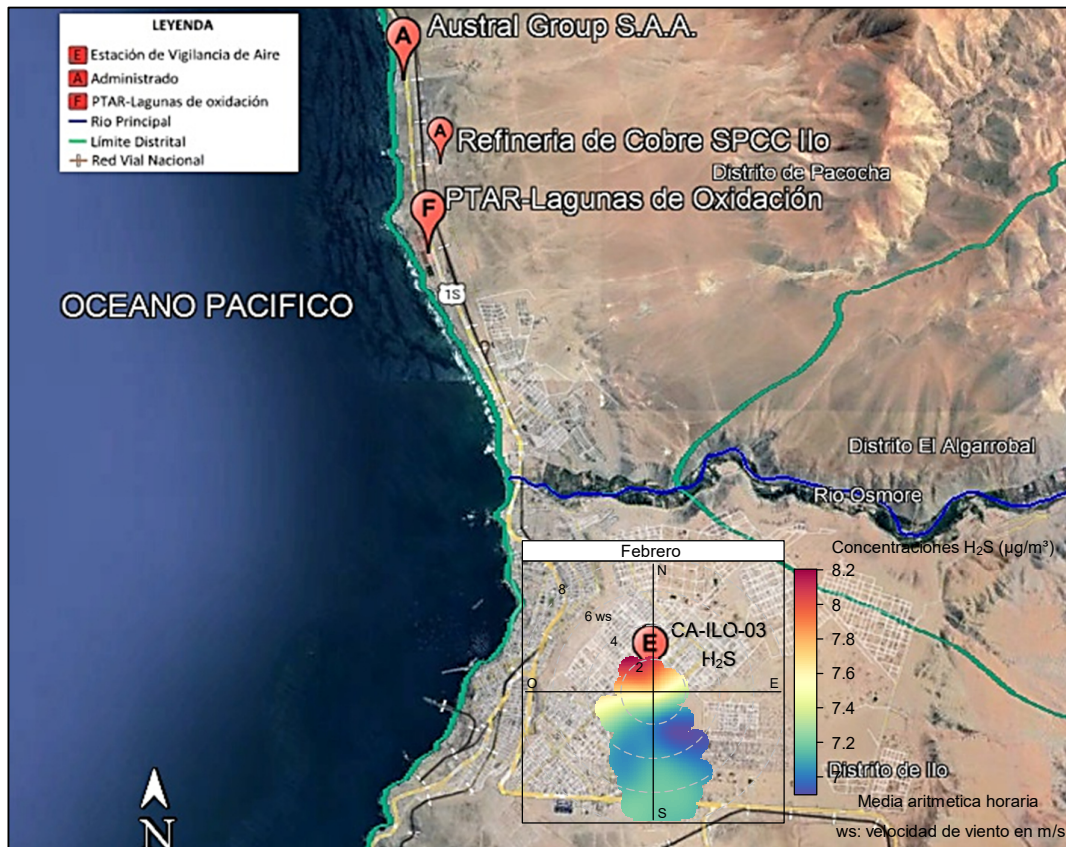 LEYENDA
E Estación de Vigilancia de Aire
A Administrado
F PTAR-Lagunas de oxidación
Rio Principal
Límite Distrital
Red Vial Nacional
A Austral Group S.A.A.
A Refineria de Cobre SPCC Ilo
Distrito de Pacocha
F PTAR-Lagunas de Oxidación
1S
OCEANO PACIFICO
Distrito El Algarrobal
Rio Osmore
Febrero
N
8
6 ws
4
2
E CA-ILO-03
H₂S
O
E
S
Concentraciones H₂S (µg/m³)
8.2
8
7.8
7.6
7.4
7.2
7
Distrito de Ilo
Media aritmetica horaria
ws: velocidad de viento en m/s
N